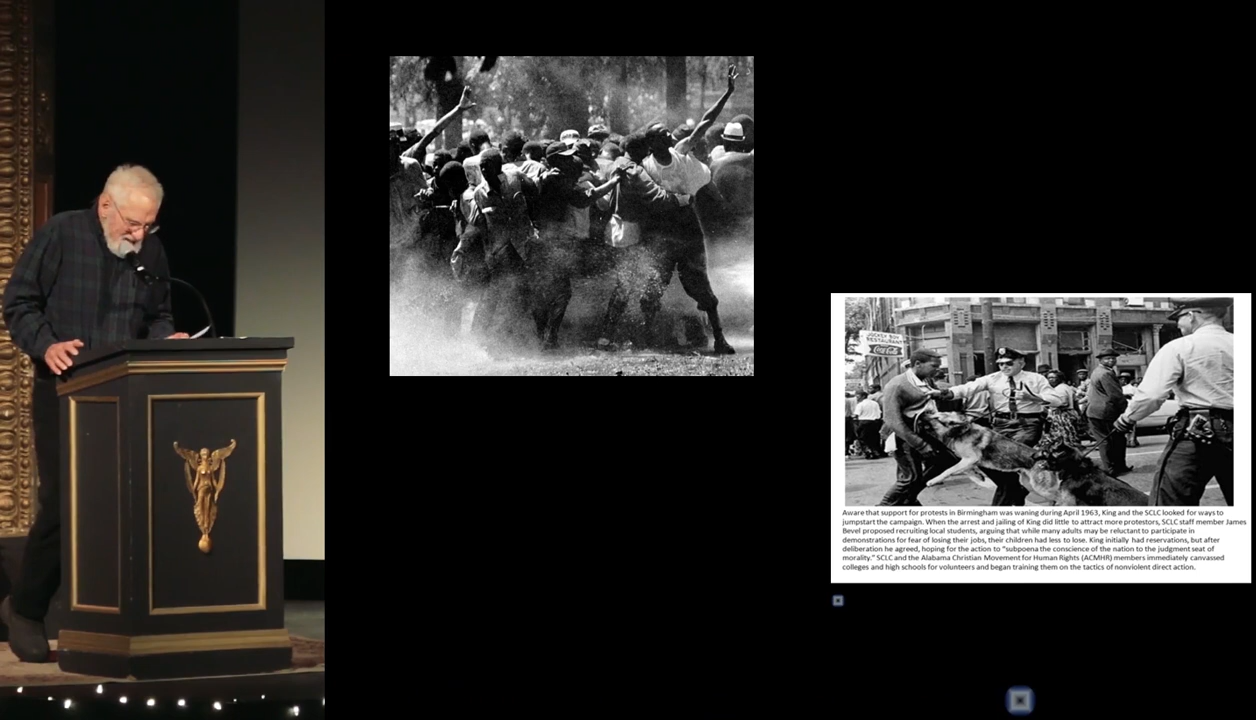 JOCKEY BOY
RESTAURANT
Coca-Cola
Aware that support for protests in Birmingham was waning during April 1963, King and the SCLC looked for ways to
jumpstart the campaign. When the arrest and jailing of King did little to attract more protestors, SCLC staff member James
Bevel proposed recruiting local students, arguing that while many adults may be reluctant to participate in
demonstrations for fear of losing their jobs, their children had less to lose. King initially had reservations, but after
deliberation he agreed, hoping for the action to “subpoena the conscience of the nation to the judgment seat of
morality.” SCLC and the Alabama Christian Movement for Human Rights (ACMHR) members immediately canvassed
colleges and high schools for volunteers and began training them on the tactics of nonviolent direct action.